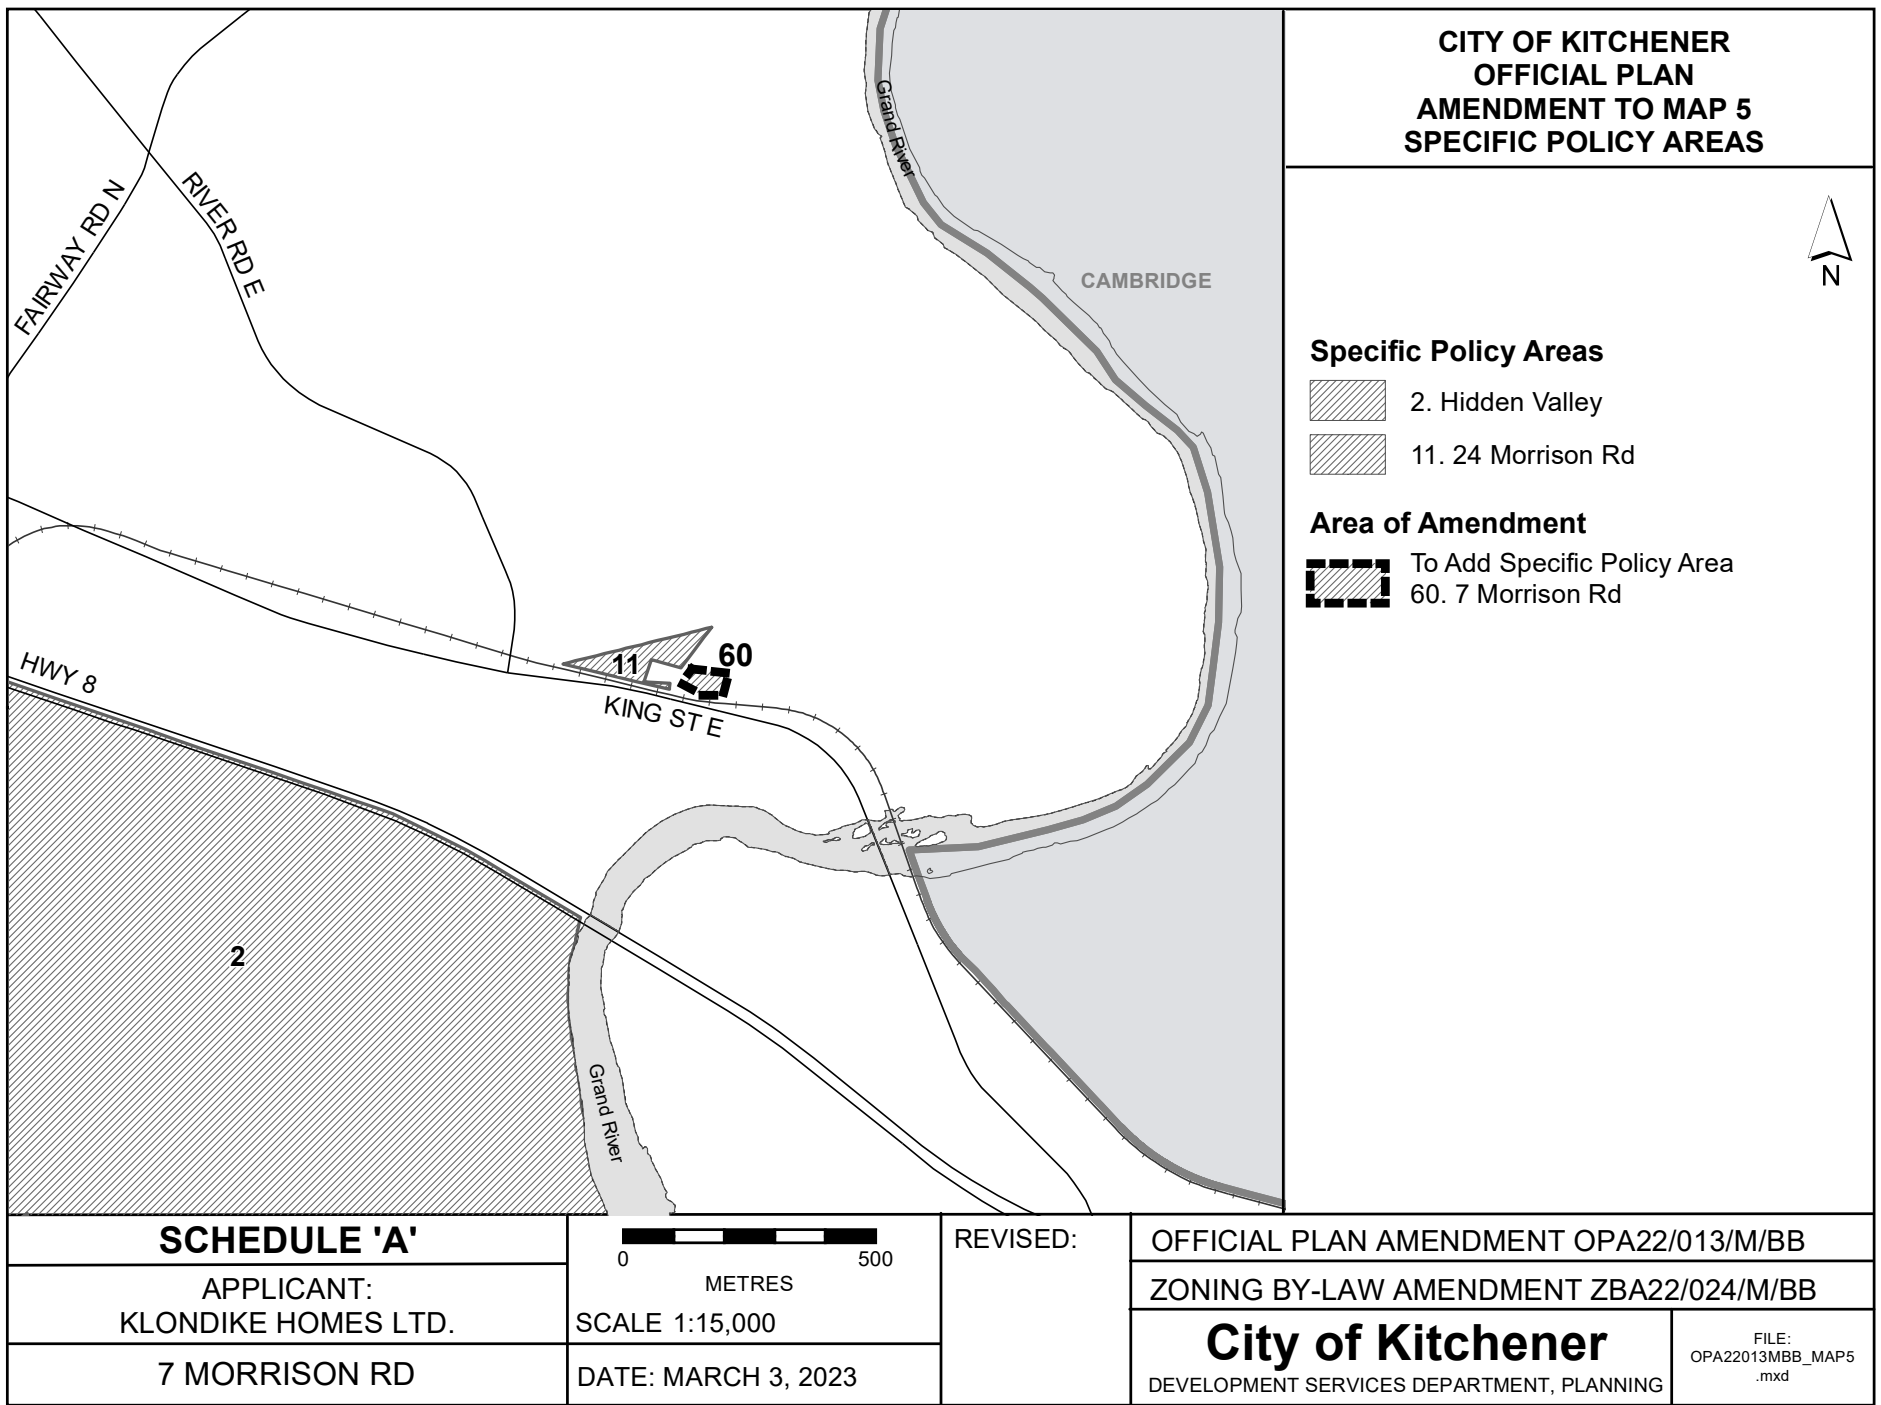 CITY OF KITCHENER
OFFICIAL PLAN
AMENDMENT TO MAP 5
SPECIFIC POLICY AREAS
N
Specific Policy Areas
2. Hidden Valley
11. 24 Morrison Rd
Area of Amendment
To Add Specific Policy Area
60. 7 Morrison Rd
Grand River
FAIRWAY RD N
RIVER RD E
CAMBRIDGE
11
60
HWY 8
KING ST E
2
Grand River
SCHEDULE 'A'
APPLICANT:
KLONDIKE HOMES LTD.
7 MORRISON RD
0 500
METRES
SCALE 1:15,000
DATE: MARCH 3, 2023
REVISED:
OFFICIAL PLAN AMENDMENT OPA22/013/M/BB
ZONING BY-LAW AMENDMENT ZBA22/024/M/BB
City of Kitchener
DEVELOPMENT SERVICES DEPARTMENT, PLANNING
FILE:
OPA22013MBB_MAP5
.mxd